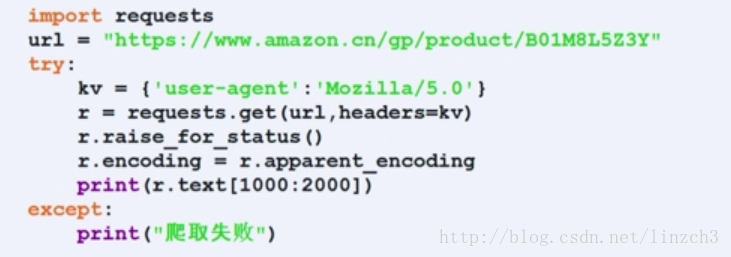 import requests
url = "https://www.amazon.cn/gp/product/B01M8L5Z3Y"
try:
    kv = {'user-agent':'Mozilla/5.0'}
    r = requests.get(url,headers=kv)
    r.raise_for_status()
    r.encoding = r.apparent_encoding
    print(r.text[1000:2000])
except:
    print("爬取失败")
http://blog.csdn.net/linzch3